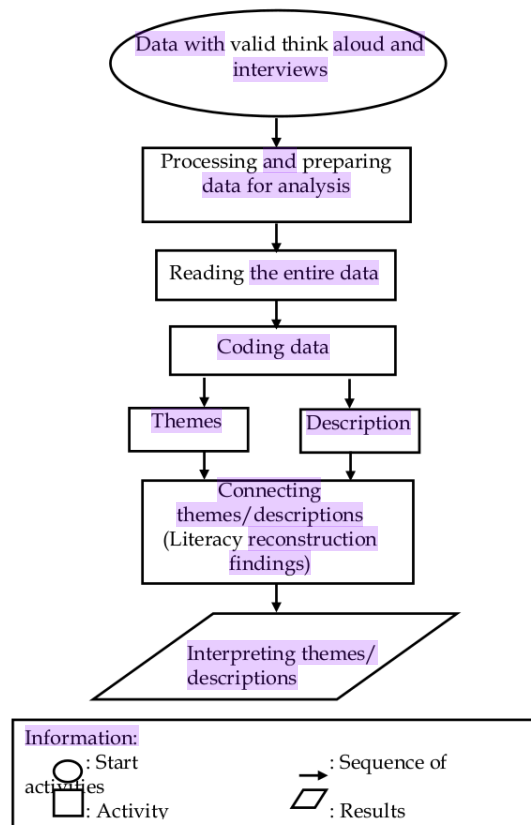 Data with valid think aloud and
interviews
Processing and preparing
data for analysis
Reading the entire data
Coding data
Themes
Description
Connecting
themes/descriptions
(Literacy reconstruction
findings)
Interpreting themes/
descriptions
Information:
: Start
: Sequence of
activities
: Activity
: Results